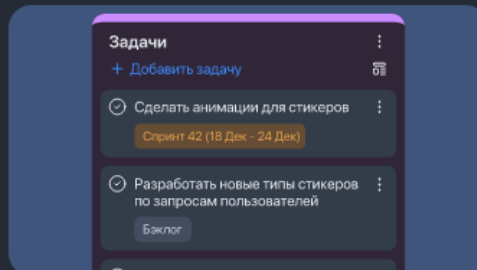 Задачи
+ Добавить задачу
Сделать анимации для стикеров
Спринт 42 (18 Дек - 24 Дек)
Разработать новые типы стикеров
по запросам пользователей
Бэклог